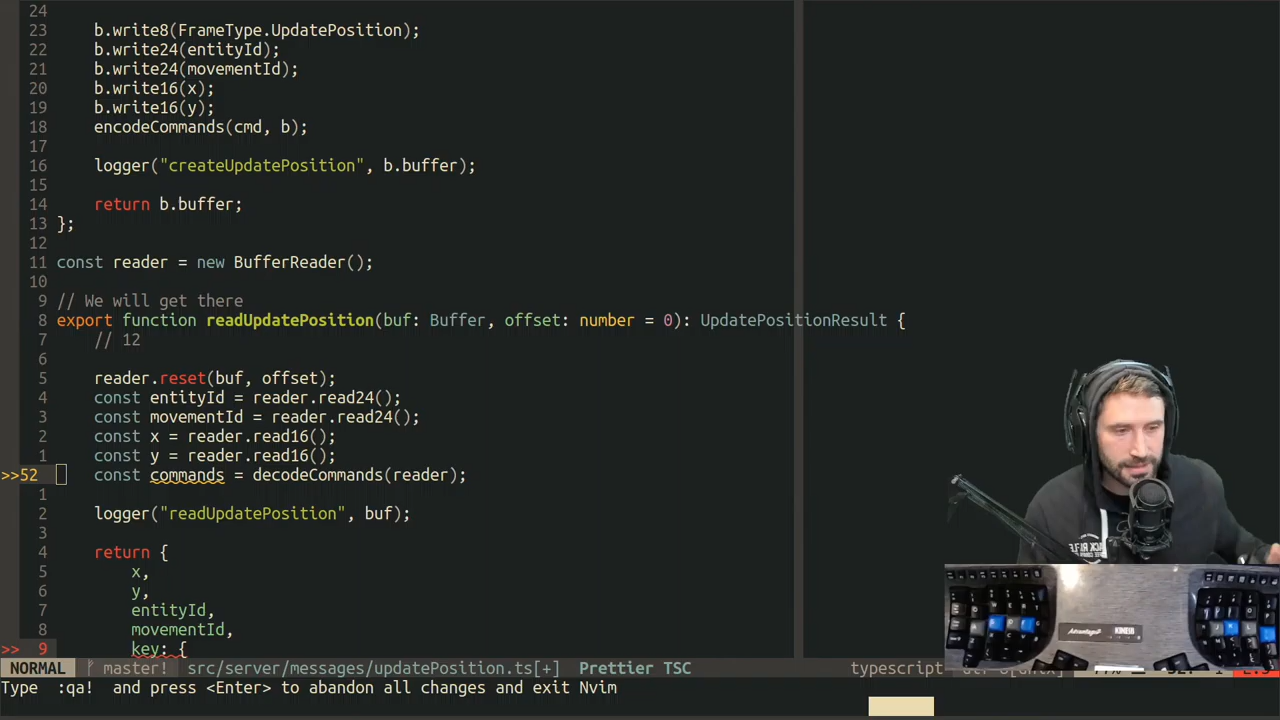 24
23 b.write8(FrameType.UpdatePosition);
22 b.write24(entityId);
21 b.write24(movementId);
20 b.write16(x);
19 b.write16(y);
18 encodeCommands(cmd, b);
17
16 logger("createUpdatePosition", b.buffer);
15
14 return b.buffer;
13 };
12
11 const reader = new BufferReader();
10
9 // We will get there
8 export function readUpdatePosition(buf: Buffer, offset: number = 0): UpdatePositionResult {
7 // 12
6
5 reader.reset(buf, offset);
4 const entityId = reader.read24();
3 const movementId = reader.read24();
2 const x = reader.read16();
1 const y = reader.read16();
>>52 const commands = decodeCommands(reader);
1
2 logger("readUpdatePosition", buf);
3
4 return {
5 x,
6 y,
7 entityId,
8 movementId,
>> 9 key: {
NORMAL master! src/server/messages/updatePosition.ts[+] Prettier TSC typescript
Type :qa! and press <Enter> to abandon all changes and exit Nvim